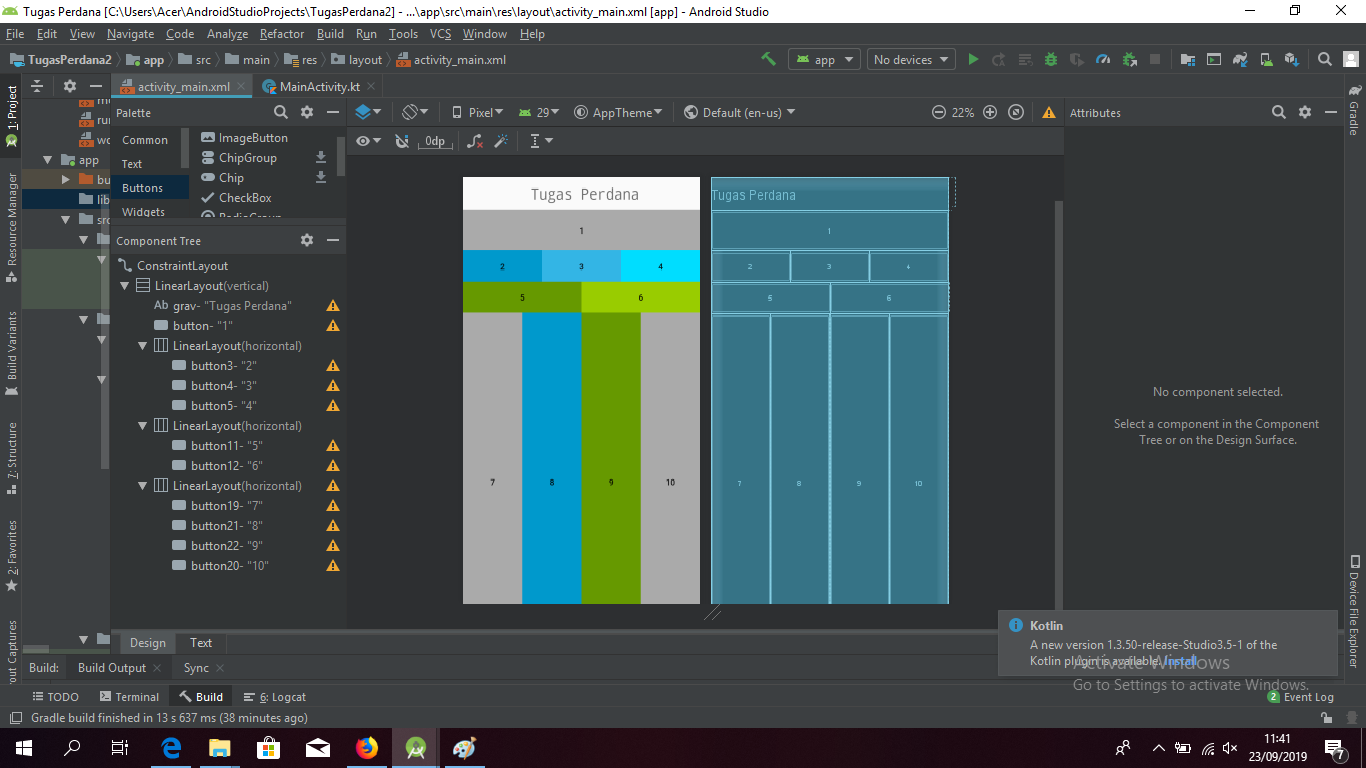 Tugas Perdana [C:\Users\Acer\AndroidStudioProjects\TugasPerdana2] - ...\app\src\main\res\layout\activity_main.xml [app] - Android Studio
File Edit View Navigate Code Analyze Refactor Build Run Tools VCS Window Help
TugasPerdana2 app src main res layout activity_main.xml
app No devices
1: Project
Resource Manager
Build Variants
7: Structure
2: Favorites
out Captures
app
bu
lib
activity_main.xml MainActivity.kt
Palette
Common
Text
Buttons
Widgets
ImageButton
ChipGroup
Chip
CheckBox
RadioGroup
Component Tree
ConstraintLayout
LinearLayout(vertical)
Ab grav- "Tugas Perdana"
button- "1"
LinearLayout(horizontal)
button3- "2"
button4- "3"
button5- "4"
LinearLayout(horizontal)
button11- "5"
button12- "6"
LinearLayout(horizontal)
button19- "7"
button21- "8"
button22- "9"
button20- "10"
Pixel 29 AppTheme Default (en-us) 22%
0dp
Tugas Perdana
1
2 3 4
5 6
7 8 9 10
Tugas Perdana
1
2 3 4
5 6
7 8 9 10
Attributes
No component selected.
Select a component in the Component
Tree or on the Design Surface.
Gradle
Device File Explorer
Design Text
Kotlin
A new version 1.3.50-release-Studio3.5-1 of the
Kotlin plugin is available. Install
Activate Windows
Go to Settings to activate Windows.
Build: Build Output Sync
TODO Terminal Build 6: Logcat 2 Event Log
Gradle build finished in 13 s 637 ms (38 minutes ago)
11:41
23/09/2019
7